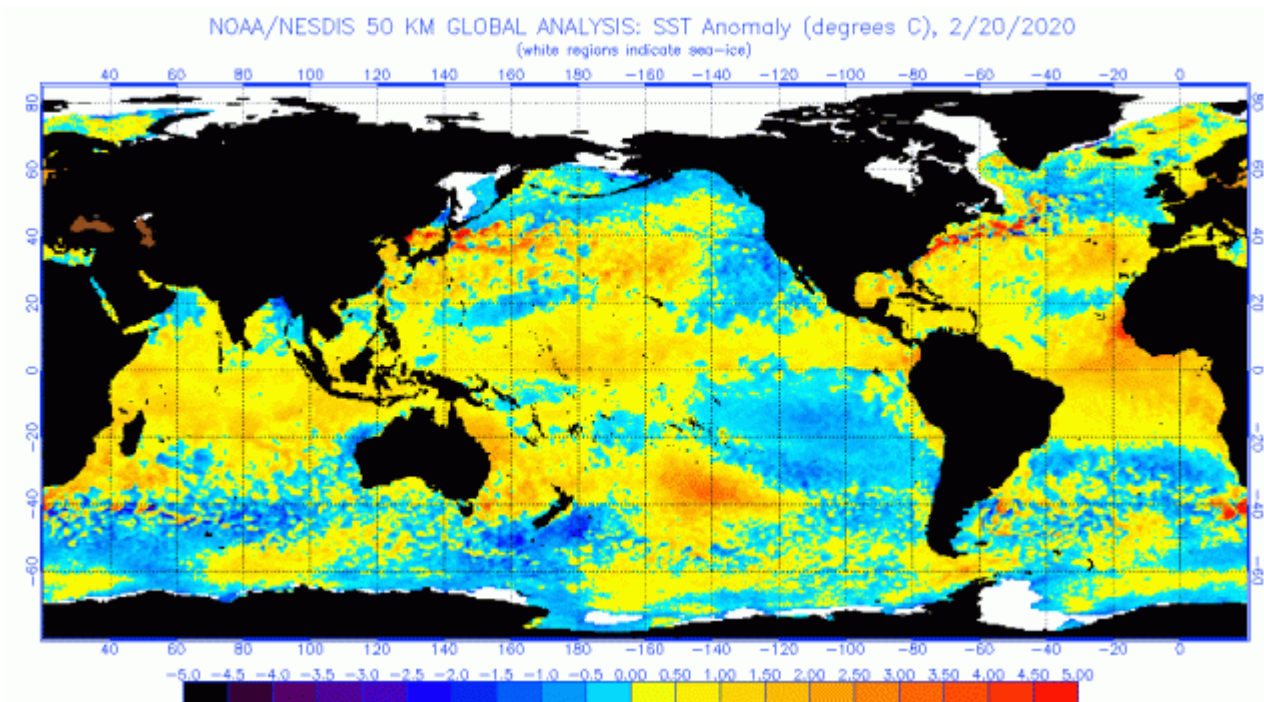 NOAA/NESDIS 50 KM GLOBAL ANALYSIS: SST Anomaly (degrees C), 2/20/2020
(white regions indicate sea-ice)
40 60 80 100 120 140 160 180 -160 -140 -120 -100 -80 -60 -40 -20 0
80 80
60 60
40 40
20 20
0 0
-20 -20
-40 -40
-60 -60
40 60 80 100 120 140 160 180 -160 -140 -120 -100 -80 -60 -40 -20 0
-5.0 -4.5 -4.0 -3.5 -3.0 -2.5 -2.0 -1.5 -1.0 -0.5 0.00 0.50 1.00 1.50 2.00 2.50 3.00 3.50 4.00 4.50 5.00